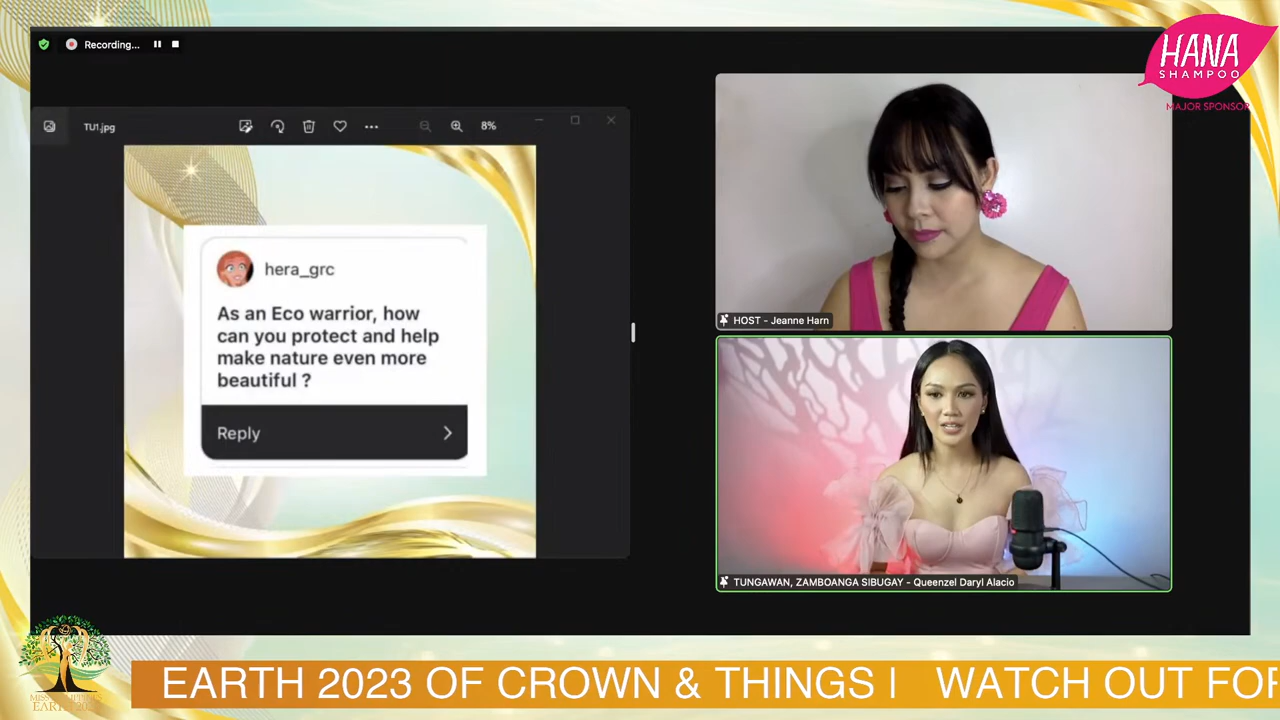 Recording...
HANA
SHAMPOO
MAJOR SPONSOR
TU1.jpg
8%
hera_grc
As an Eco warrior, how
can you protect and help
make nature even more
beautiful ?
Reply
HOST - Jeanne Harn
TUNGAWAN, ZAMBOANGA SIBUGAY - Queenzel Daryl Alacio
EARTH 2023 OF CROWN & THINGS | WATCH OUT FOR